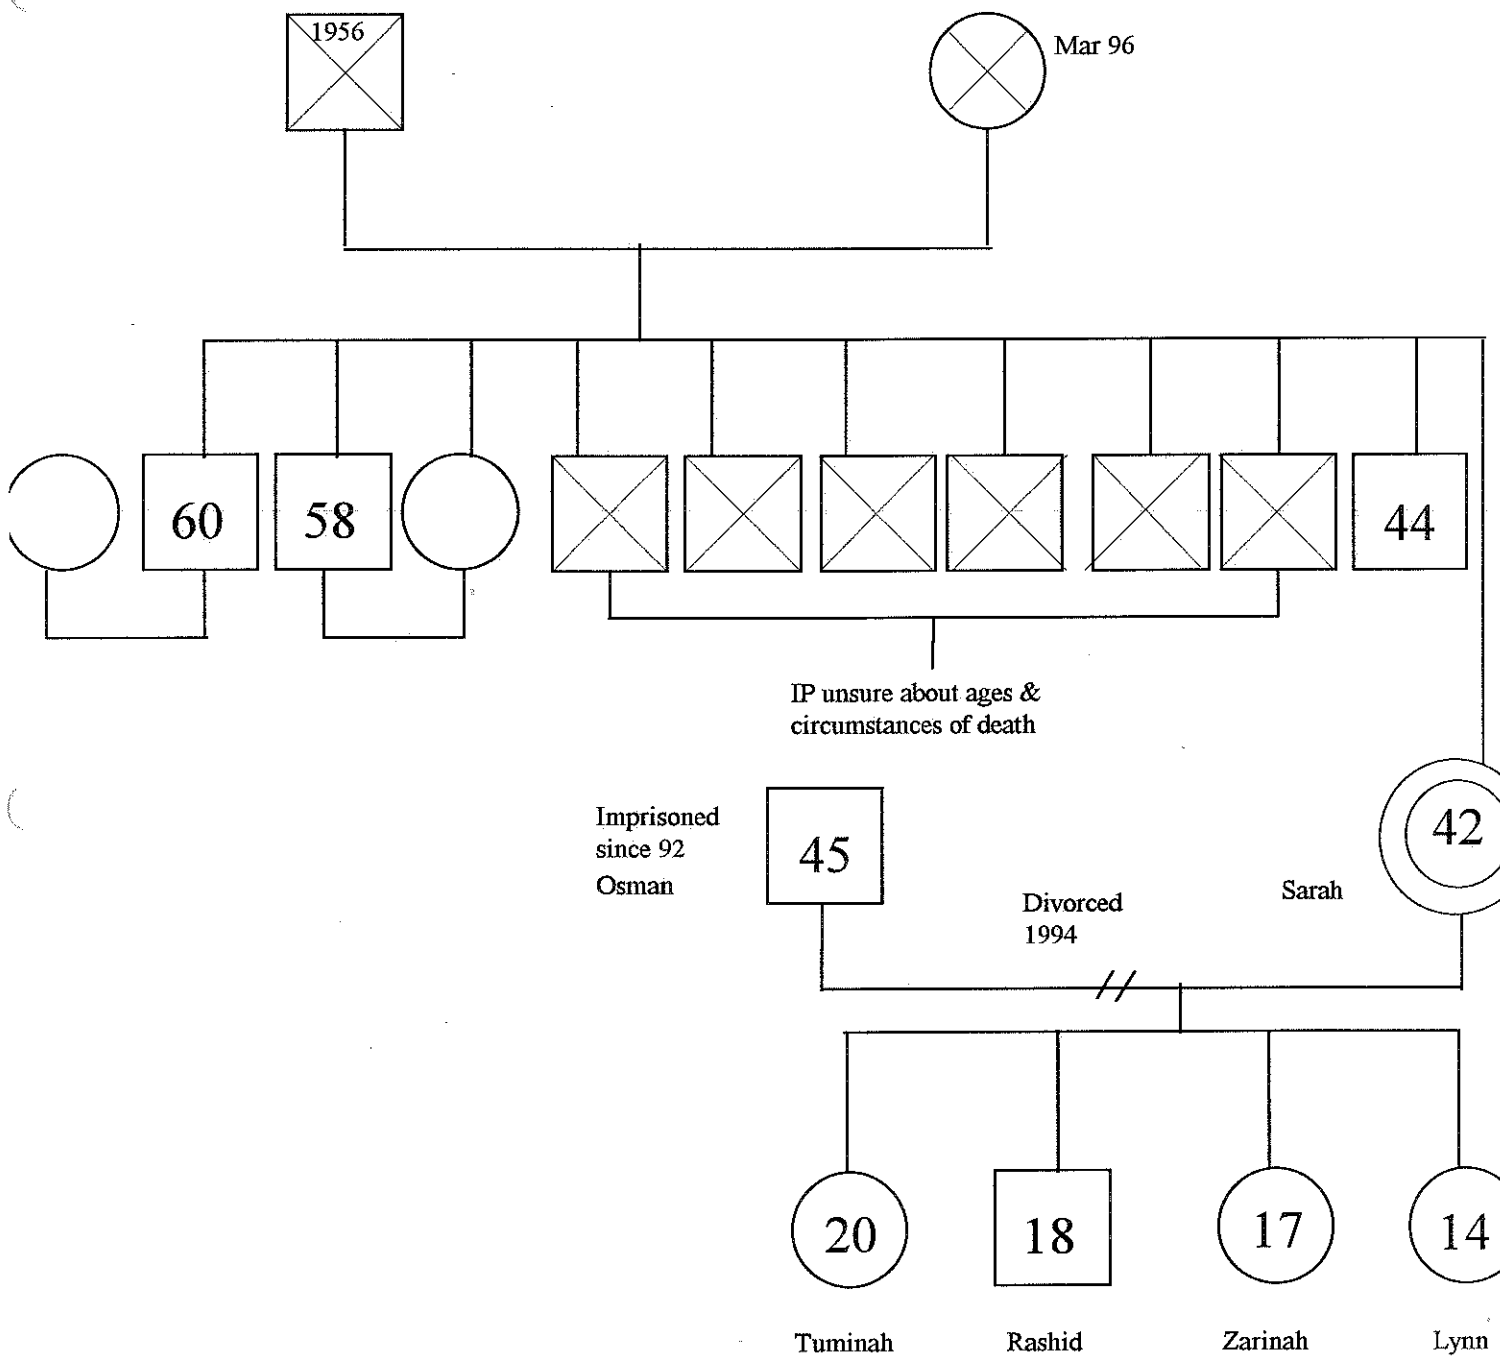 1956
Mar 96
60
58
44
IP unsure about ages &
circumstances of death
Imprisoned
since 92
Osman
45
Divorced
1994
Sarah
42
20
18
17
14
Tuminah
Rashid
Zarinah
Lynn